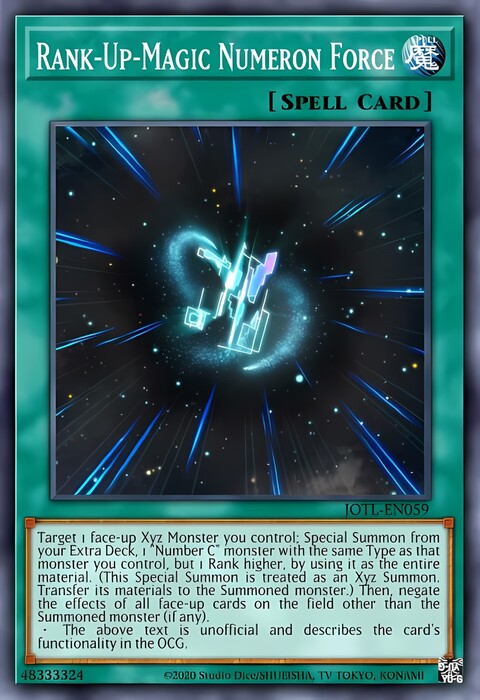 Rank-Up-Magic Numeron Force
魔
[ Spell Card ]
JOTL-EN059
Target 1 face-up Xyz Monster you control; Special Summon from
your Extra Deck, 1 "Number C" monster with the same Type as that
monster you control, but 1 Rank higher, by using it as the entire
material. (This Special Summon is treated as an Xyz Summon.
Transfer its materials to the Summoned monster.) Then, negate
the effects of all face-up cards on the field other than the
Summoned monster (if any).
· The above text is unofficial and describes the card's
functionality in the OCG.
48333324
©2020 Studio Dice/SHUEISHA, TV TOKYO, KONAMI